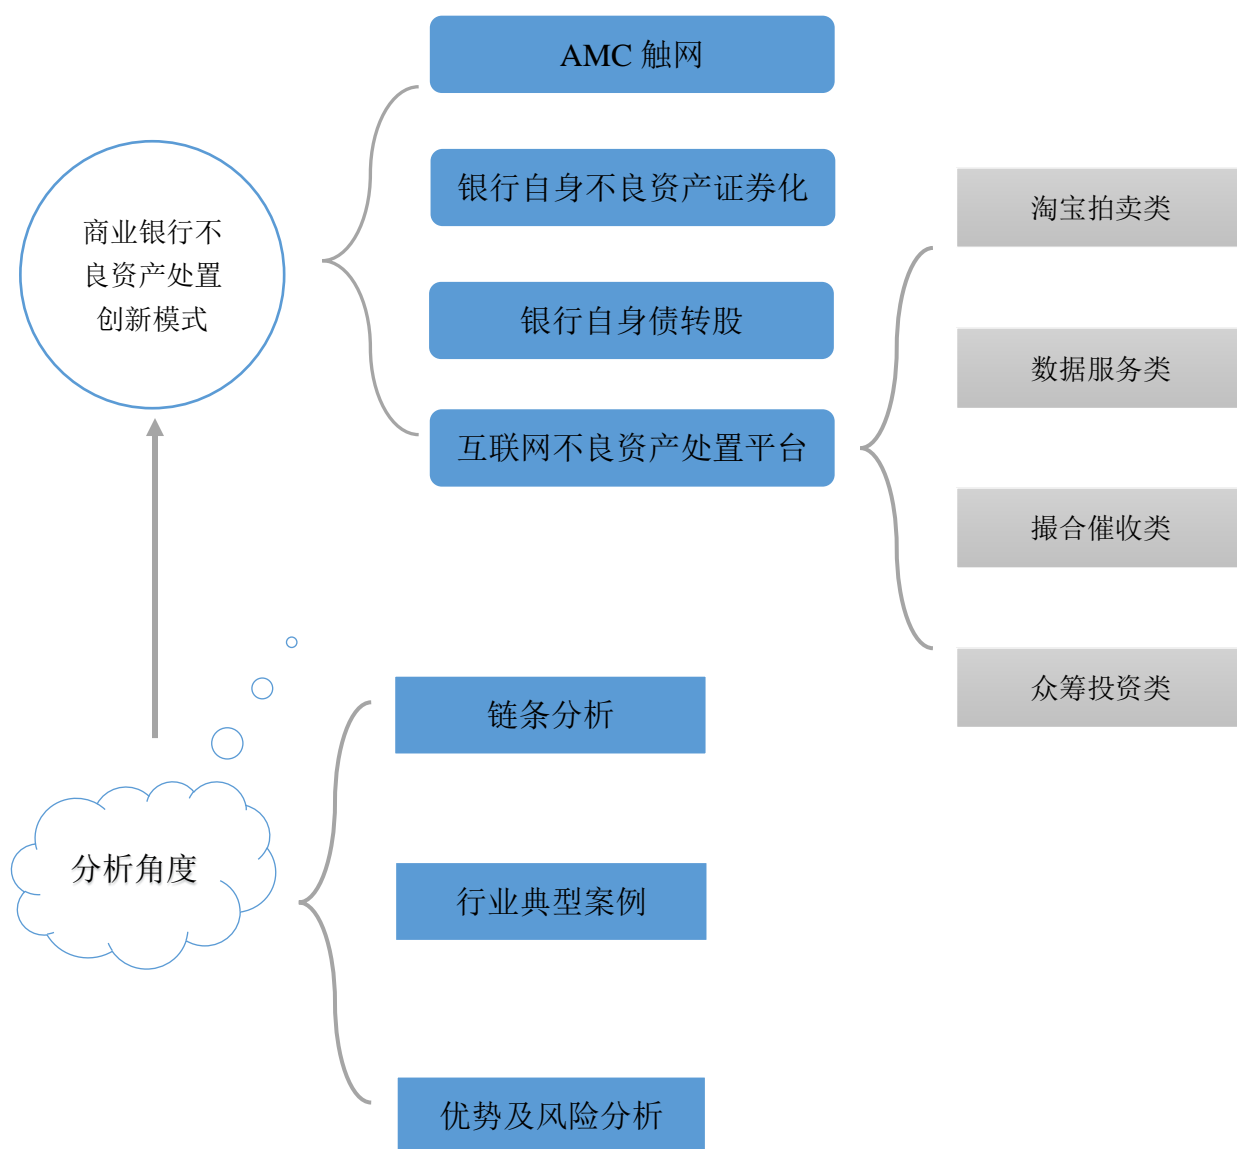 AMC 触网
银行自身不良资产证券化
商业银行不
良资产处置
创新模式
银行自身债转股
互联网不良资产处置平台
淘宝拍卖类
数据服务类
撮合催收类
众筹投资类
分析角度
链条分析
行业典型案例
优势及风险分析